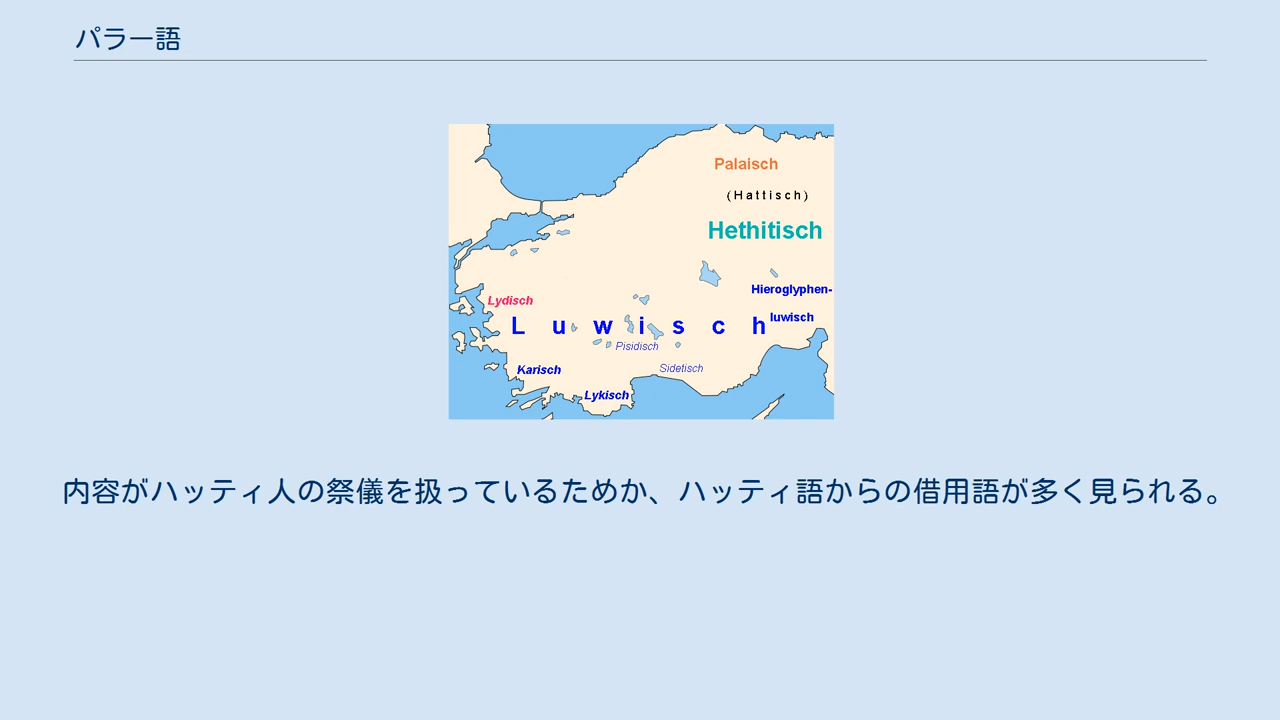 パラー語
Palaisch
(Hattisch)
Hethitisch
Hieroglyphen-
luwisch
Lydisch
Luwisch
Pisidisch
Sidetisch
Karisch
Lykisch
内容がハッティ人の祭儀を扱っているためか、ハッティ語からの借用語が多く見られる。